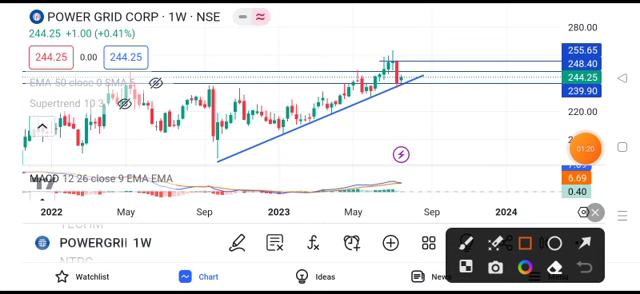 POWER GRID CORP · 1W · NSE
244.25 +1.00 (+0.41%)
244.25 0.00 244.25
EMA 50 close 0 SMA 5
Supertrend 10 3
280.00
255.65
248.40
244.25
239.90
220.00
01:20
MACD 12 26 close 9 EMA EMA
6.69
0.40
2022 May Sep 2023 May Sep 2024
POWERGRI 1W
NTPC
Watchlist Chart Ideas News